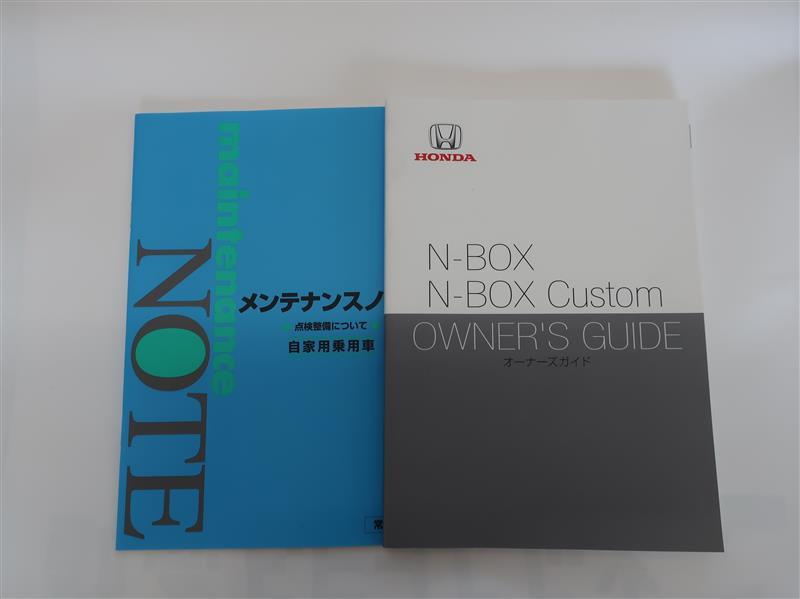 maintenance
NOTE
メンテナンスノ
点検整備について
自家用乗用車
常
HONDA
N-BOX
N-BOX Custom
OWNER'S GUIDE
オーナーズガイド